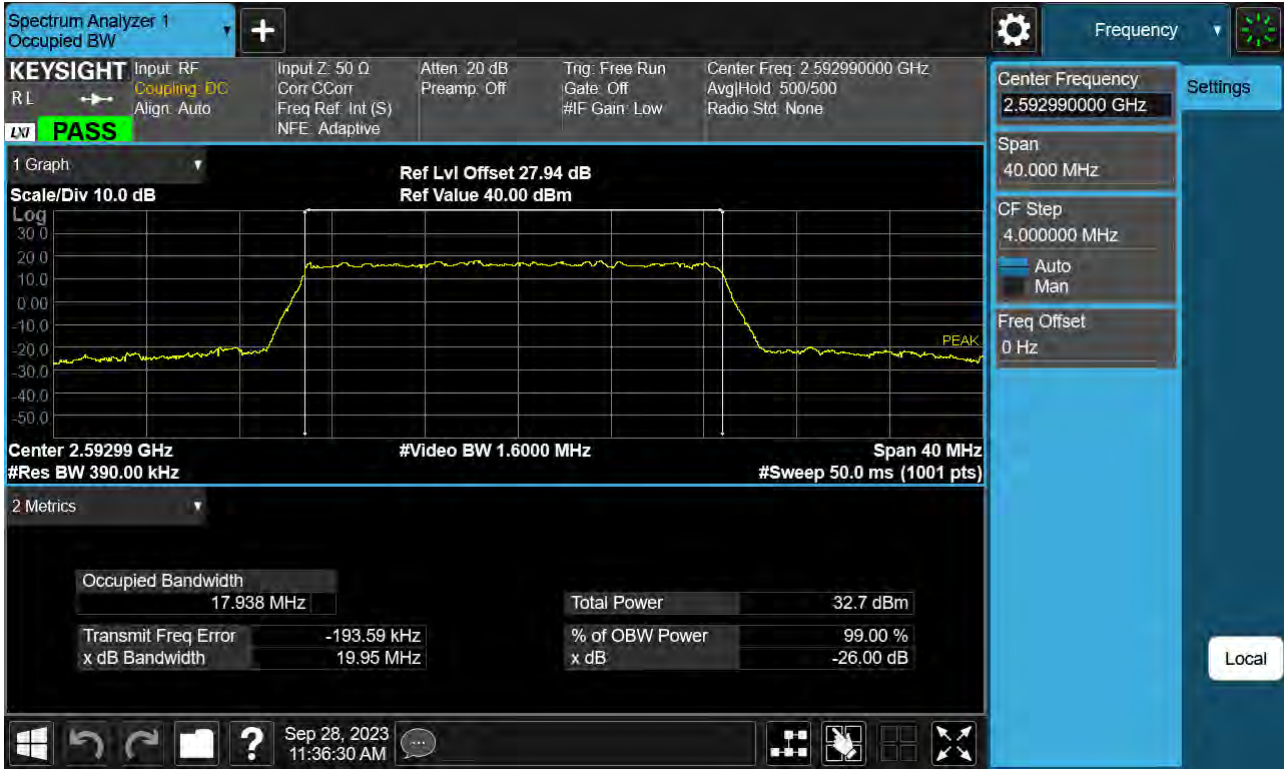 Spectrum Analyzer 1
Occupied BW
+
Frequency
KEYSIGHT
RL
LXI PASS
Input: RF
Coupling: DC
Align: Auto
Input Z: 50 Ω
Corr CCorr
Freq Ref: Int (S)
NFE: Adaptive
Atten: 20 dB
Preamp: Off
Trig: Free Run
Gate: Off
#IF Gain: Low
Center Freq: 2.592990000 GHz
Avg|Hold: 500/500
Radio Std: None
1 Graph
Scale/Div 10.0 dB
Ref Lvl Offset 27.94 dB
Ref Value 40.00 dBm
Log
30.0
20.0
10.0
0.00
-10.0
-20.0
-30.0
-40.0
-50.0
PEAK
Center 2.59299 GHz
#Video BW 1.6000 MHz
Span 40 MHz
#Res BW 390.00 kHz
#Sweep 50.0 ms (1001 pts)
2 Metrics
Occupied Bandwidth
17.938 MHz
Total Power 32.7 dBm
Transmit Freq Error -193.59 kHz
% of OBW Power 99.00 %
x dB Bandwidth 19.95 MHz
x dB -26.00 dB
Center Frequency
2.592990000 GHz
Settings
Span
40.000 MHz
CF Step
4.000000 MHz
Auto
Man
Freq Offset
0 Hz
Local
?
Sep 28, 2023
11:36:30 AM